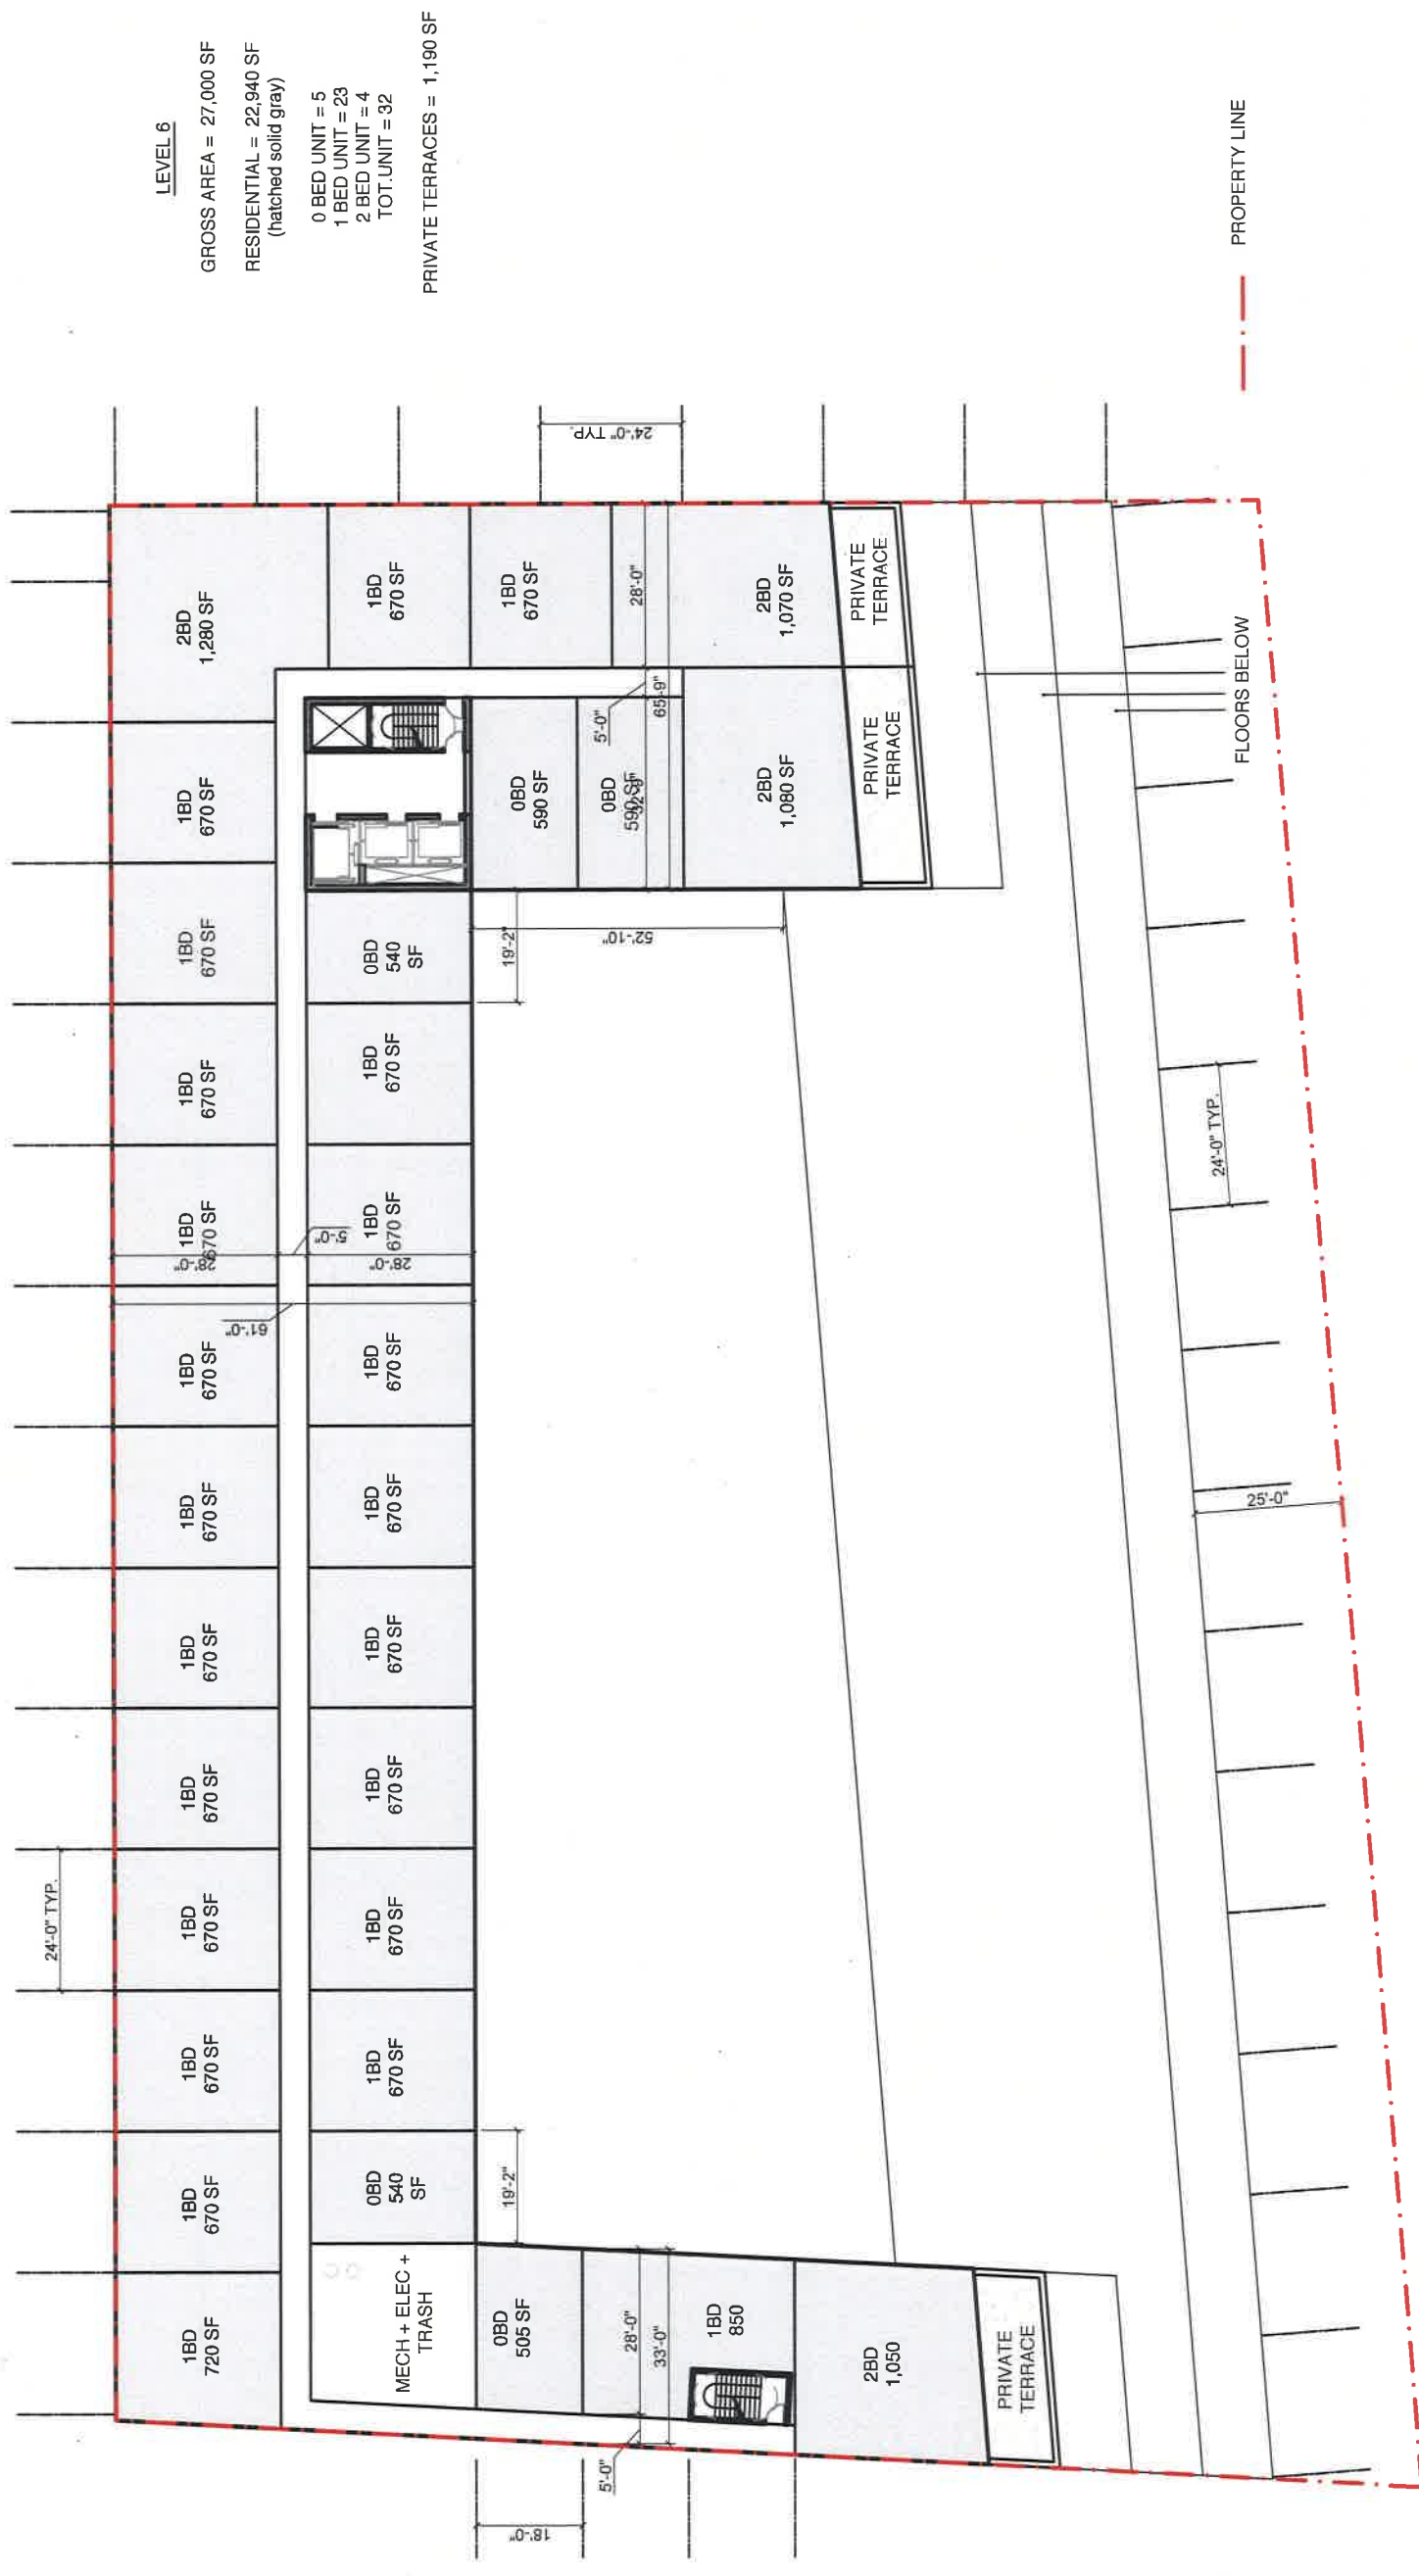 LEVEL 6
GROSS AREA = 27,000 SF
RESIDENTIAL = 22,940 SF
(hatched solid gray)
0 BED UNIT = 5
1 BED UNIT = 23
2 BED UNIT = 4
TOT.UNIT = 32
PRIVATE TERRACES = 1,190 SF
24'-0" TYP.
1BD
720 SF
1BD
670 SF
1BD
670 SF
1BD
670 SF
1BD
670 SF
1BD
670 SF
1BD
670 SF
1BD
670 SF
1BD
670 SF
1BD
670 SF
1BD
670 SF
1BD
670 SF
2BD
1,280 SF
28'-0"
61'-0"
5'-0"
28'-0"
MECH + ELEC +
TRASH
0BD
540
SF
1BD
670 SF
1BD
670 SF
1BD
670 SF
1BD
670 SF
1BD
670 SF
1BD
670 SF
1BD
670 SF
1BD
670 SF
0BD
540
SF
1BD
670 SF
1BD
670 SF
24'-0" TYP.
0BD
505 SF
19'-2"
19'-2"
52'-10"
0BD
590 SF
0BD
590 SF
18'-0"
5'-0"
28'-0"
33'-0"
5'-0"
28'-0"
65'-9"
1BD
850
2BD
1,050
2BD
1,080 SF
2BD
1,070 SF
PRIVATE
TERRACE
PRIVATE
TERRACE
PRIVATE
TERRACE
24'-0" TYP.
25'-0"
FLOORS BELOW
PROPERTY LINE